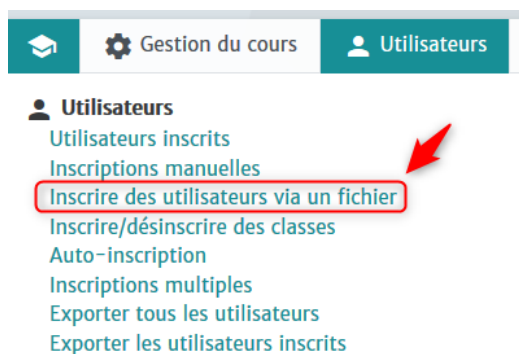 Gestion du cours
Utilisateurs
Utilisateurs
Utilisateurs inscrits
Inscriptions manuelles
Inscrire des utilisateurs via un fichier
Inscrire/désinscrire des classes
Auto-inscription
Inscriptions multiples
Exporter tous les utilisateurs
Exporter les utilisateurs inscrits